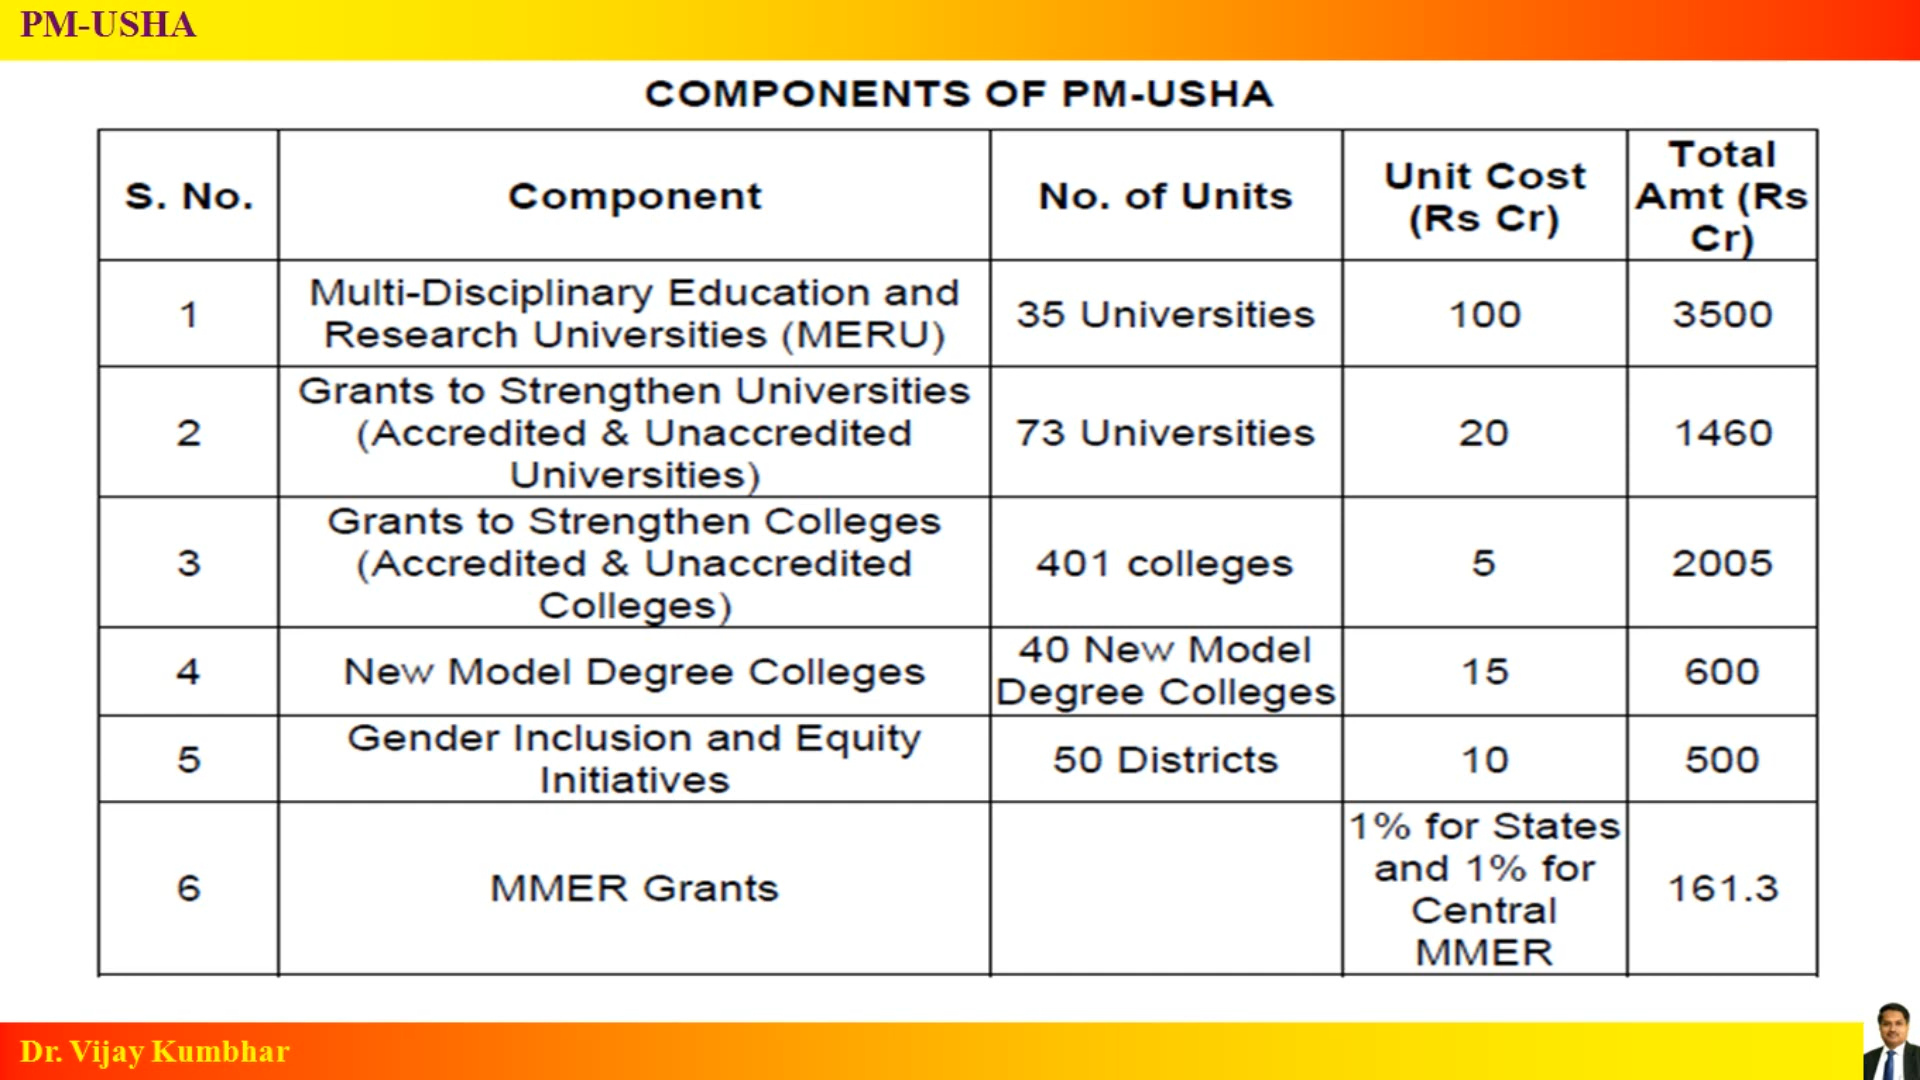 PM-USHA
COMPONENTS OF PM-USHA
S. No.
Component
No. of Units
Unit Cost
(Rs Cr)
Total
Amt (Rs
Cr)
1
Multi-Disciplinary Education and
Research Universities (MERU)
35 Universities
100
3500
2
Grants to Strengthen Universities
(Accredited & Unaccredited
Universities)
73 Universities
20
1460
3
Grants to Strengthen Colleges
(Accredited & Unaccredited
Colleges)
401 colleges
5
2005
4
New Model Degree Colleges
40 New Model
Degree Colleges
15
600
5
Gender Inclusion and Equity
Initiatives
50 Districts
10
500
6
MMER Grants
1% for States
and 1% for
Central
MMER
161.3
Dr. Vijay Kumbhar